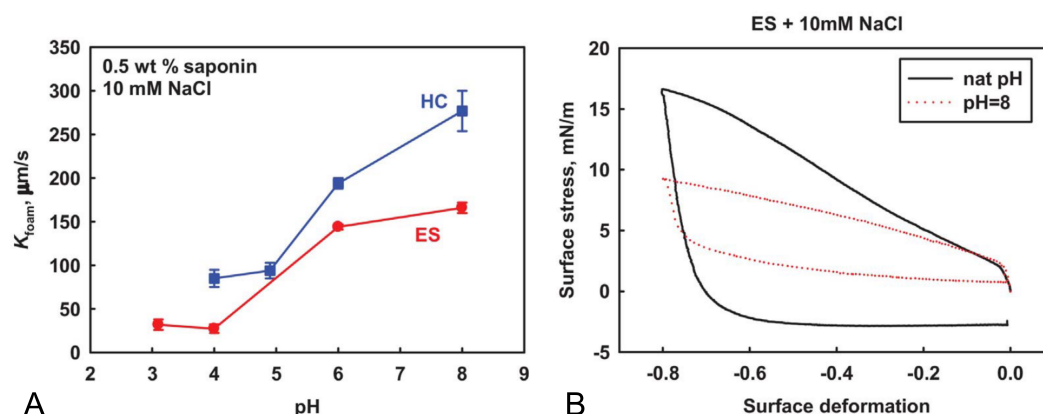 350
300
250
200
150
100
50
0
0.5 wt % saponin
10 mM NaCl
HC
ES
K foam, μm/s
2 3 4 5 6 7 8 9
pH
A
ES + 10mM NaCl
20
15
10
5
0
-5
nat pH
pH=8
Surface stress, mN/m
-0.8 -0.6 -0.4 -0.2 0.0
Surface deformation
B